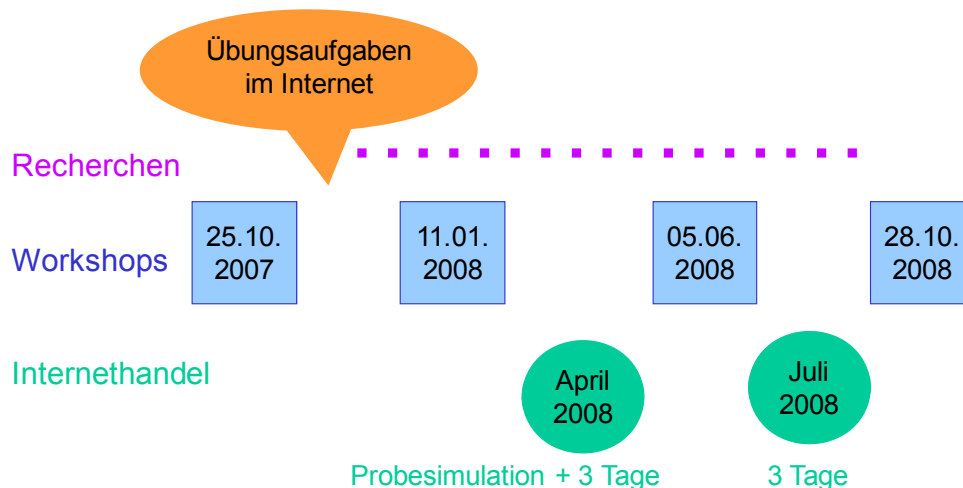 Übungsaufgaben
im Internet
Recherchen
Workshops
25.10.
2007
11.01.
2008
05.06.
2008
28.10.
2008
Internethandel
April
2008
Juli
2008
Probesimulation + 3 Tage
3 Tage